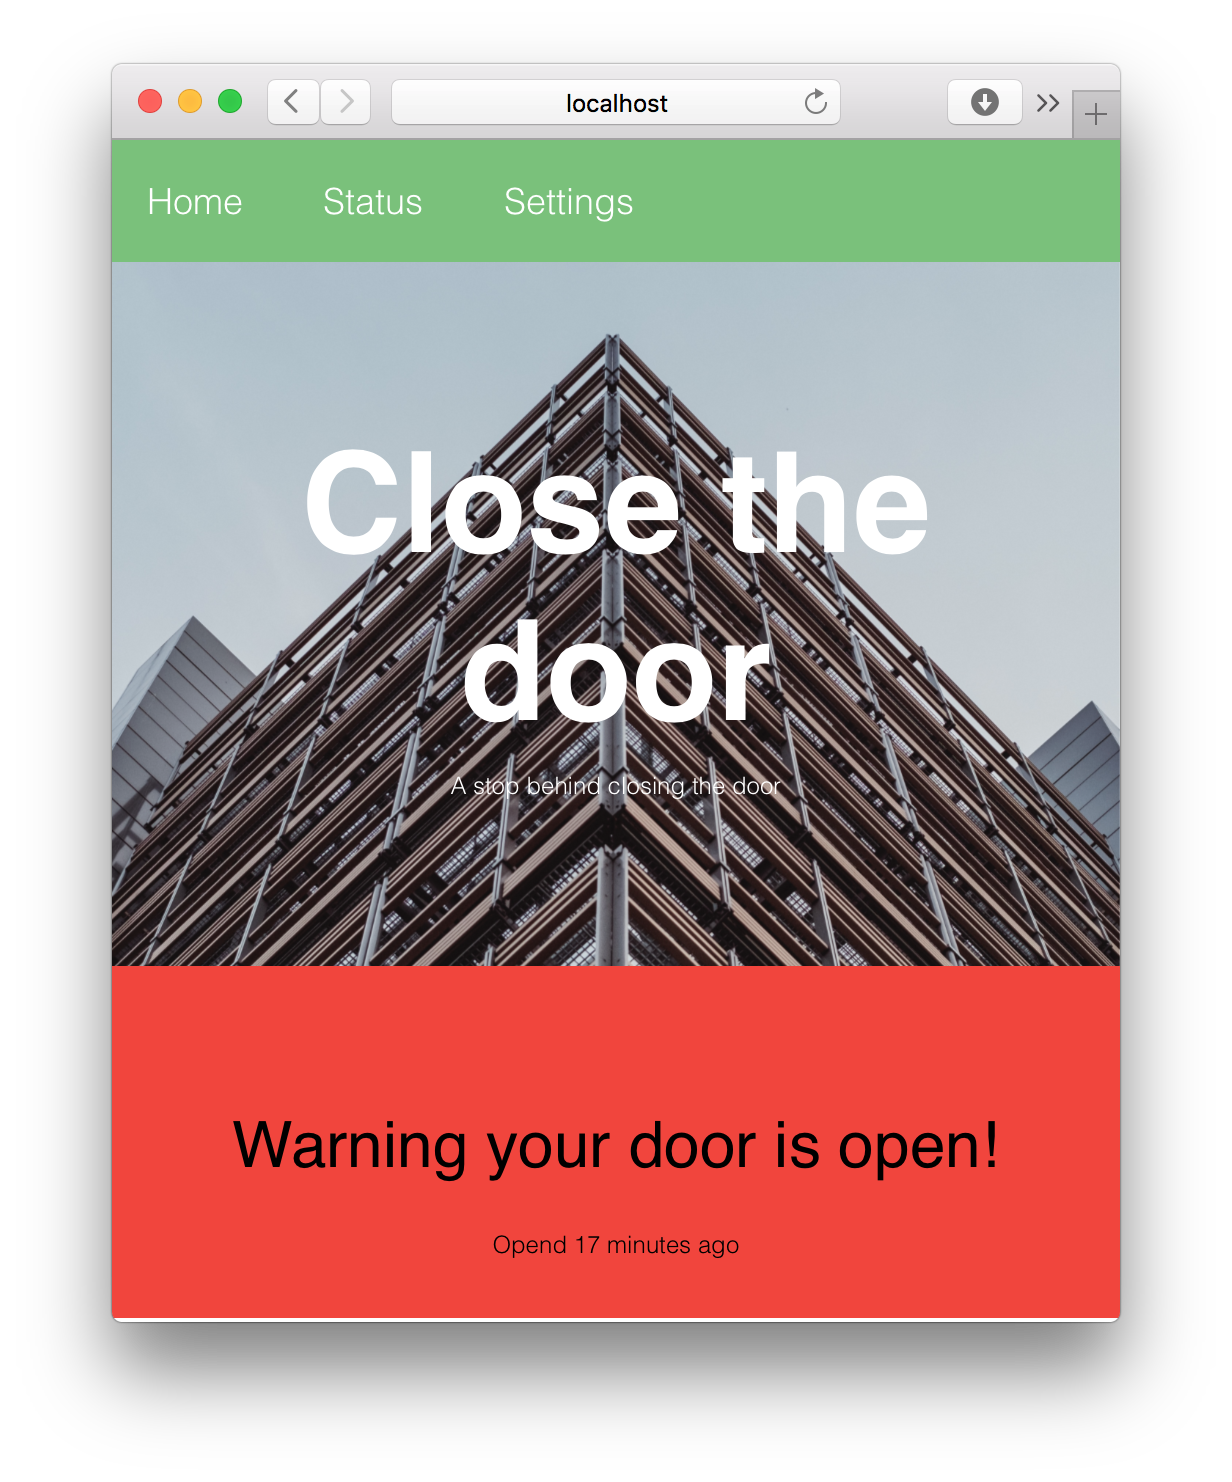 localhost
Home Status Settings
Close the
door
A stop behind closing the door
Warning your door is open!
Opend 17 minutes ago